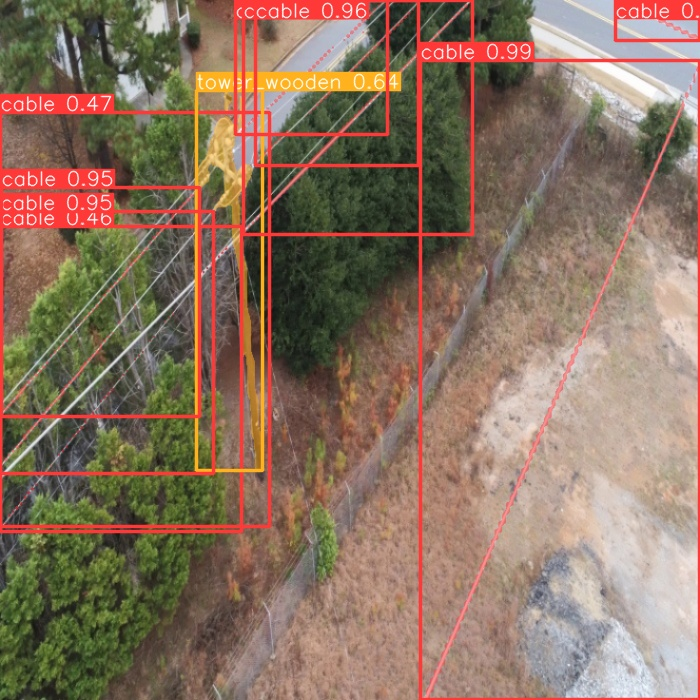 cccable 0.96
cable 0.
cable 0.99
tower_wooden 0.64
cable 0.47
cable 0.95
cable 0.95
cable 0.46